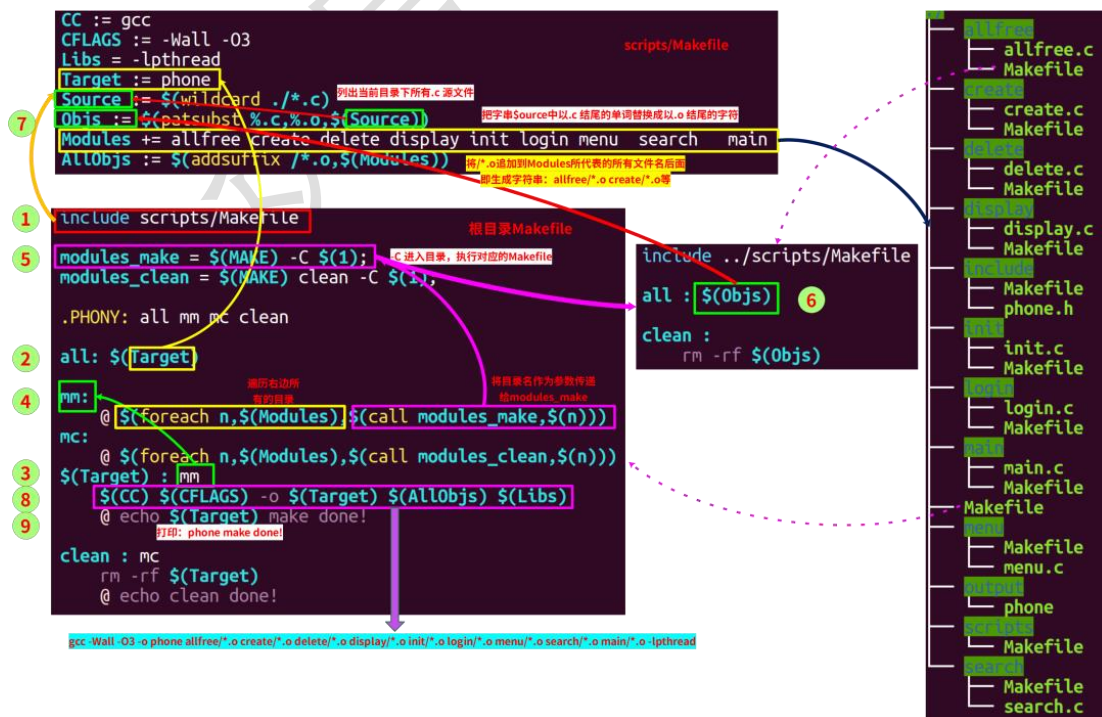 CC := gcc
CFLAGS := -Wall -O3
Libs = -lpthread
scripts/Makefile
Target := phone
Source := $(wildcard ./*.c)
列出当前目录下所有.c 源文件
7
Objs := $(patsubst %.c,%.o,$(Source))
把字串$ource中以.c 结尾的单词替换成以.o 结尾的字符
Modules += allfree create delete display init login menu search main
AllObjs := $(addsuffix /*.o,$(Modules))
将/*.o追加到Modules所代表的所有文件名后面
即生成字符串：allfree/*.o create/*.o等
1
include scripts/Makefile
根目录Makefile
5
modules_make = $(MAKE) -C $(1);
-C 进入目录，执行对应的Makefile
modules_clean = $(MAKE) clean -C $(1);
.PHONY: all mm mc clean
2
all: $(Target)
遍历右边所
有的目录
将目录名作为参数传递
给modules_make
4
mm:
@ $(foreach n,$(Modules),$(call modules_make,$(n)))
mc:
@ $(foreach n,$(Modules),$(call modules_clean,$(n)))
3
$(Target) : mm
8
$(CC) $(CFLAGS) -o $(Target) $(AllObjs) $(Libs)
9
@ echo $(Target) make done!
打印：phone make done!
clean : mc
rm -rf $(Target)
@ echo clean done!
gcc -Wall -O3 -o phone allfree/*.o create/*.o delete/*.o display/*.o init/*.o login/*.o menu/*.o search/*.o main/*.o -lpthread
include ../scripts/Makefile
all : $(Objs)
6
clean :
rm -rf $(Objs)
allfree
allfree.c
Makefile
create
create.c
Makefile
delete
delete.c
Makefile
display
display.c
Makefile
include
Makefile
phone.h
init
init.c
Makefile
login
login.c
Makefile
main
main.c
Makefile
Makefile
menu
Makefile
menu.c
output
phone
scripts
Makefile
search
Makefile
search.c